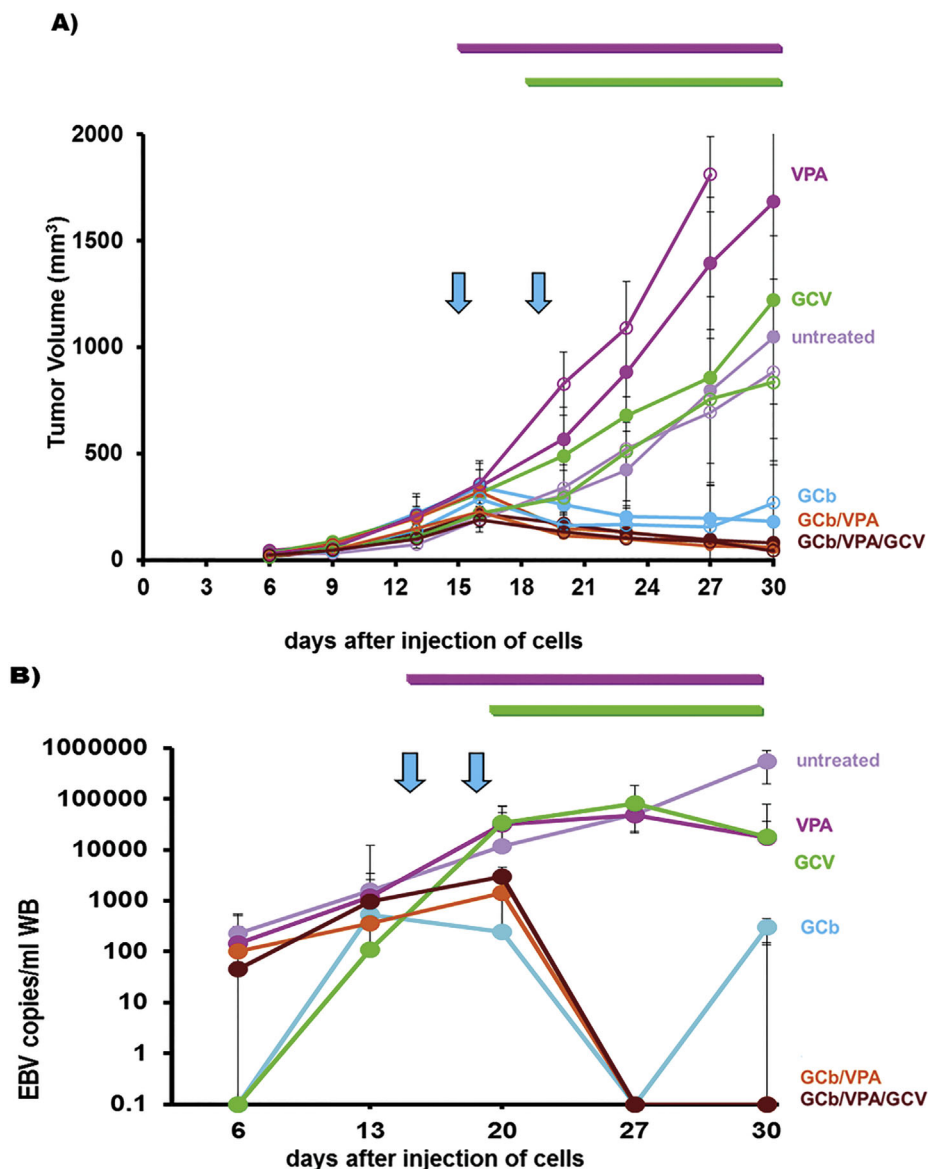 A)
2000
1500
1000
500
0
Tumor Volume (mm³)
VPA
GCV
untreated
GCb
GCb/VPA
GCb/VPA/GCV
0 3 6 9 12 15 18 21 24 27 30
days after injection of cells
B)
1000000
100000
10000
1000
100
10
1
0.1
EBV copies/ml WB
untreated
VPA
GCV
GCb
GCb/VPA
GCb/VPA/GCV
6 13 20 27 30
days after injection of cells